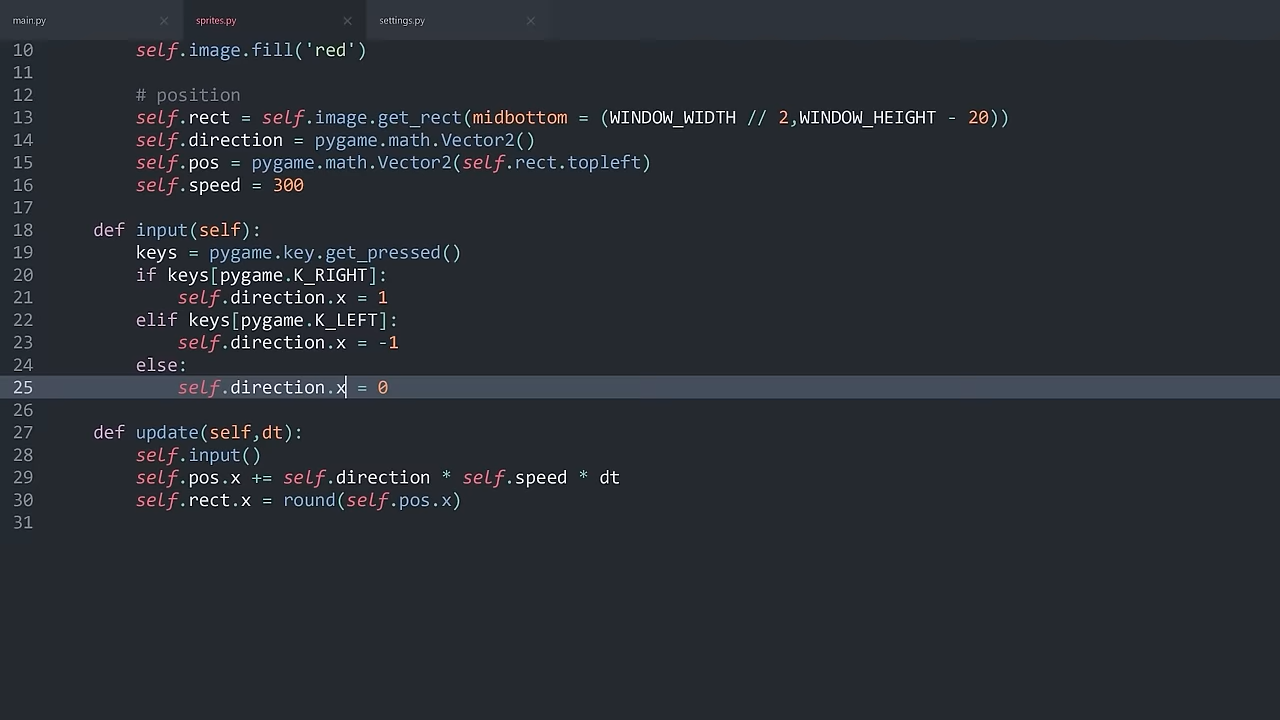 main.py × sprites.py × settings.py ×
10 self.image.fill('red')
11
12 # position
13 self.rect = self.image.get_rect(midbottom = (WINDOW_WIDTH // 2,WINDOW_HEIGHT - 20))
14 self.direction = pygame.math.Vector2()
15 self.pos = pygame.math.Vector2(self.rect.topleft)
16 self.speed = 300
17
18 def input(self):
19 keys = pygame.key.get_pressed()
20 if keys[pygame.K_RIGHT]:
21 self.direction.x = 1
22 elif keys[pygame.K_LEFT]:
23 self.direction.x = -1
24 else:
25 self.direction.x = 0
26
27 def update(self,dt):
28 self.input()
29 self.pos.x += self.direction * self.speed * dt
30 self.rect.x = round(self.pos.x)
31